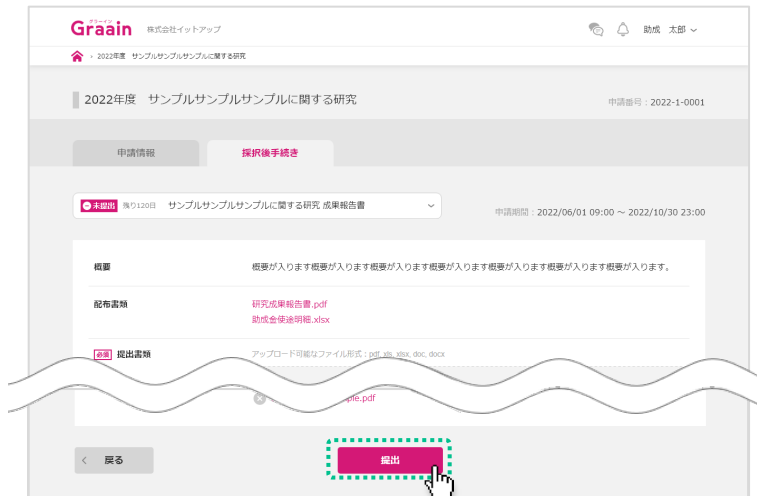 グラーイン
Graain 株式会社イットアップ 助成 太郎
2022年度 サンプルサンプルサンプルに関する研究
2022年度 サンプルサンプルサンプルに関する研究
申請番号：2022-1-0001
申請情報 採択後手続き
未提出 残り120日 サンプルサンプルサンプルに関する研究 成果報告書
申請期間：2022/06/01 09:00 ～ 2022/10/30 23:00
概要 概要が入ります概要が入ります概要が入ります概要が入ります概要が入ります概要が入ります概要が入ります。
配布書類 研究成果報告書.pdf
助成金使途明細.xlsx
必須 提出書類 アップロード可能なファイル形式：pdf, xls, xlsx, doc, docx
ple.pdf
戻る 提出